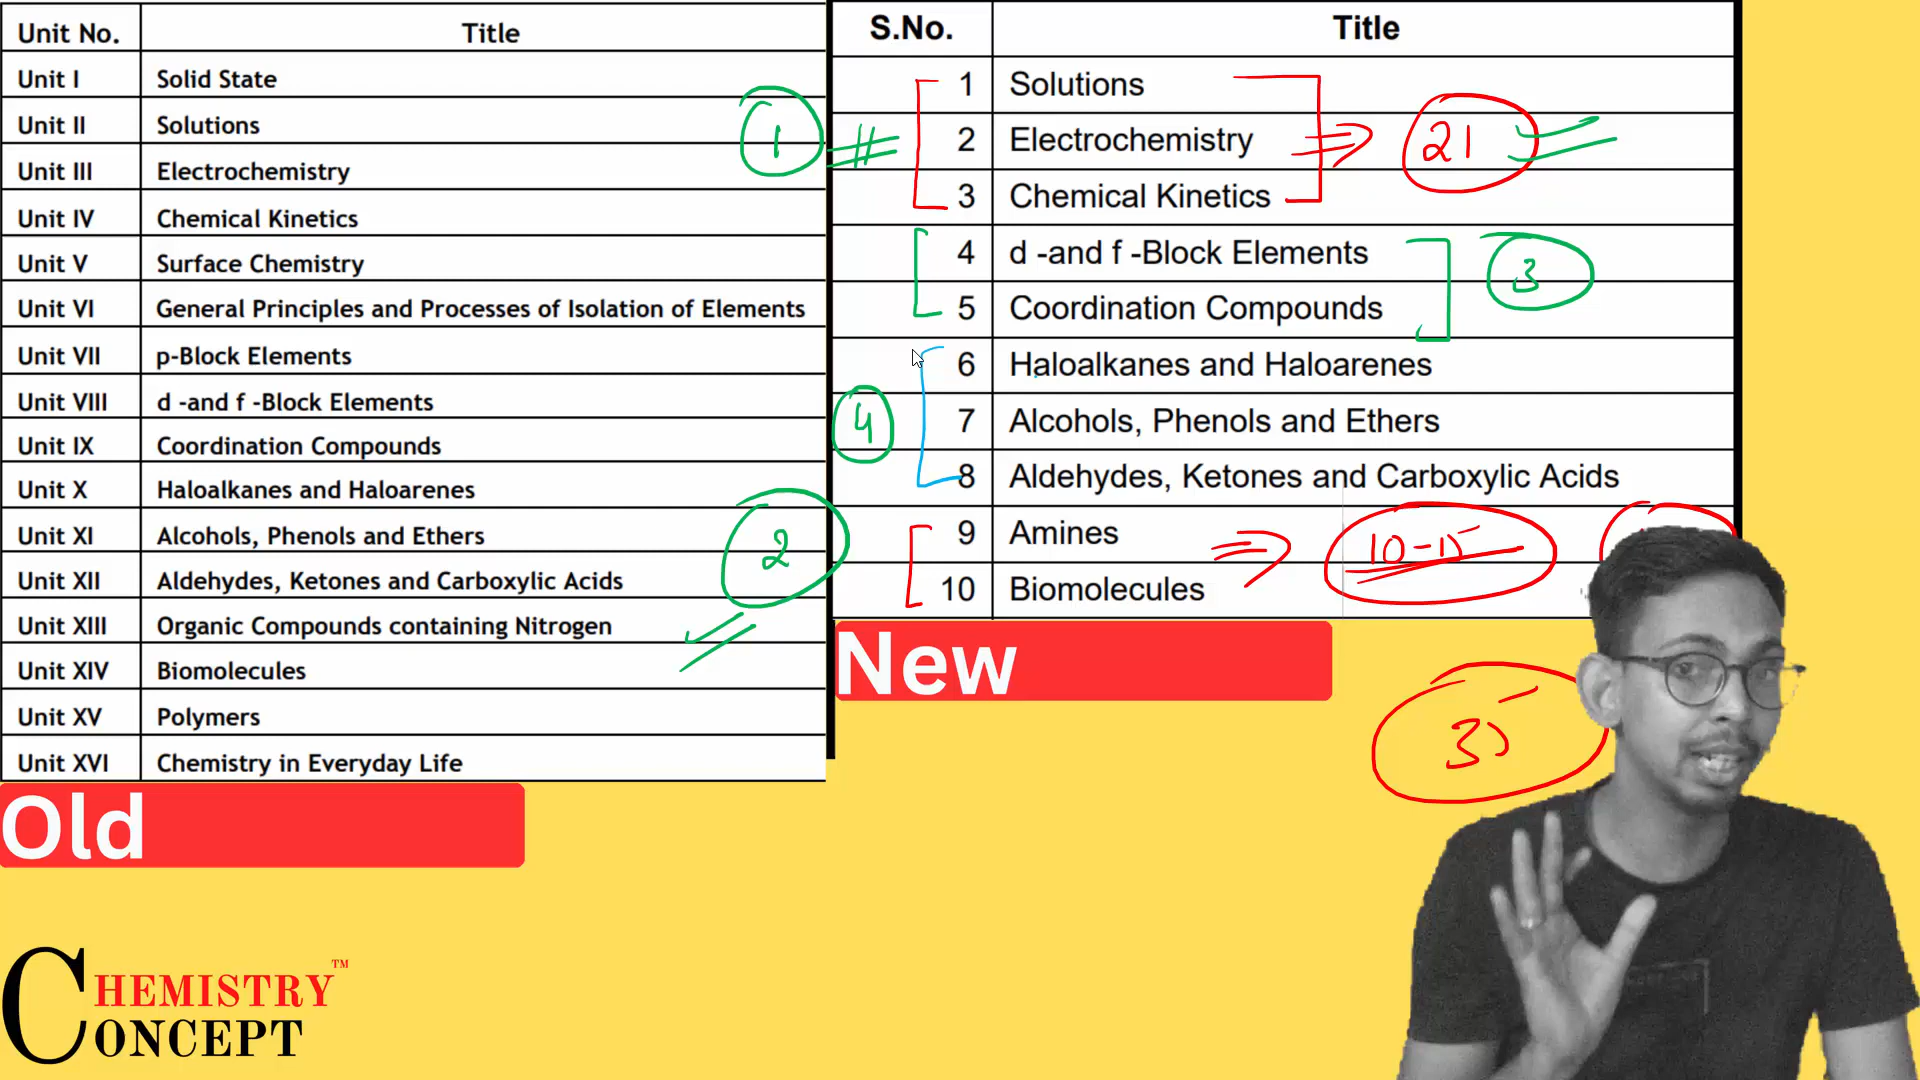 Unit No. Title
Unit I Solid State
Unit II Solutions
Unit III Electrochemistry
Unit IV Chemical Kinetics
Unit V Surface Chemistry
Unit VI General Principles and Processes of Isolation of Elements
Unit VII p-Block Elements
Unit VIII d -and f -Block Elements
Unit IX Coordination Compounds
Unit X Haloalkanes and Haloarenes
Unit XI Alcohols, Phenols and Ethers
Unit XII Aldehydes, Ketones and Carboxylic Acids
Unit XIII Organic Compounds containing Nitrogen
Unit XIV Biomolecules
Unit XV Polymers
Unit XVI Chemistry in Everyday Life
1
2
Old
S.No. Title
1 Solutions
2 Electrochemistry
3 Chemical Kinetics
4 d -and f -Block Elements
5 Coordination Compounds
6 Haloalkanes and Haloarenes
7 Alcohols, Phenols and Ethers
8 Aldehydes, Ketones and Carboxylic Acids
9 Amines
10 Biomolecules
21
3
4
10-15
New
35
CHEMISTRY™
CONCEPT